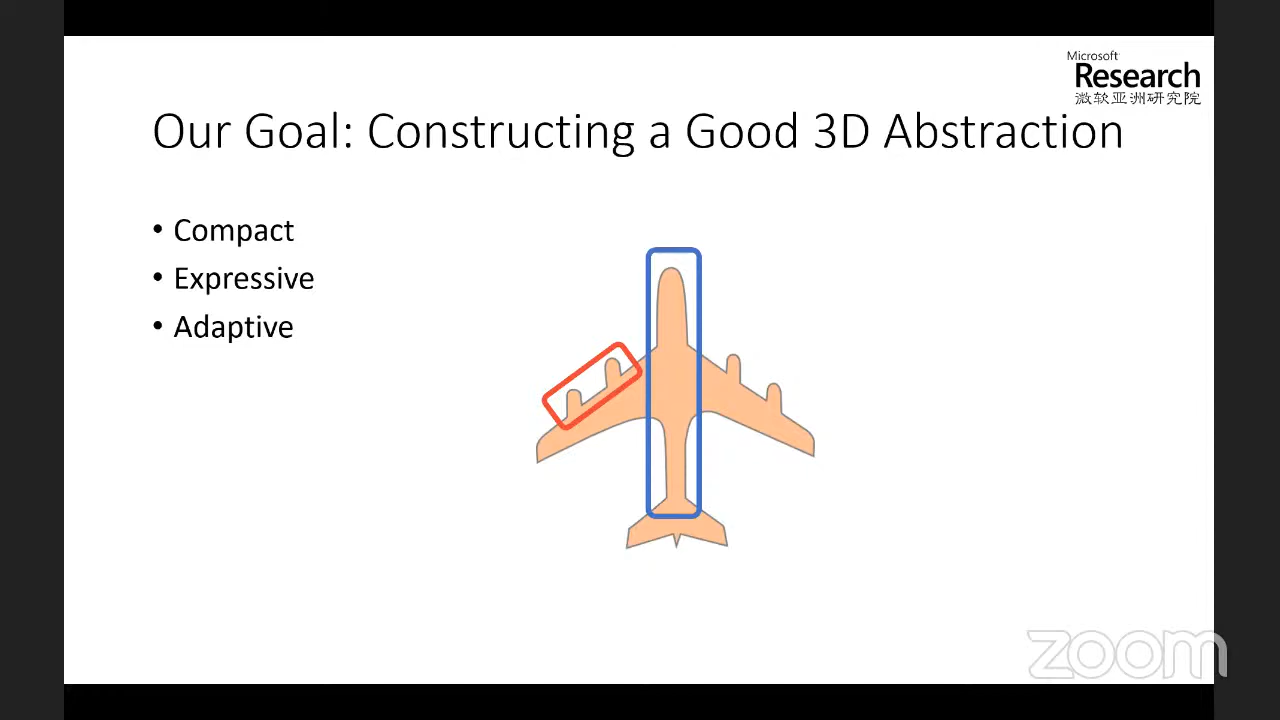 Microsoft
Research
微软亚洲研究院
Our Goal: Constructing a Good 3D Abstraction
• Compact
• Expressive
• Adaptive
zoom